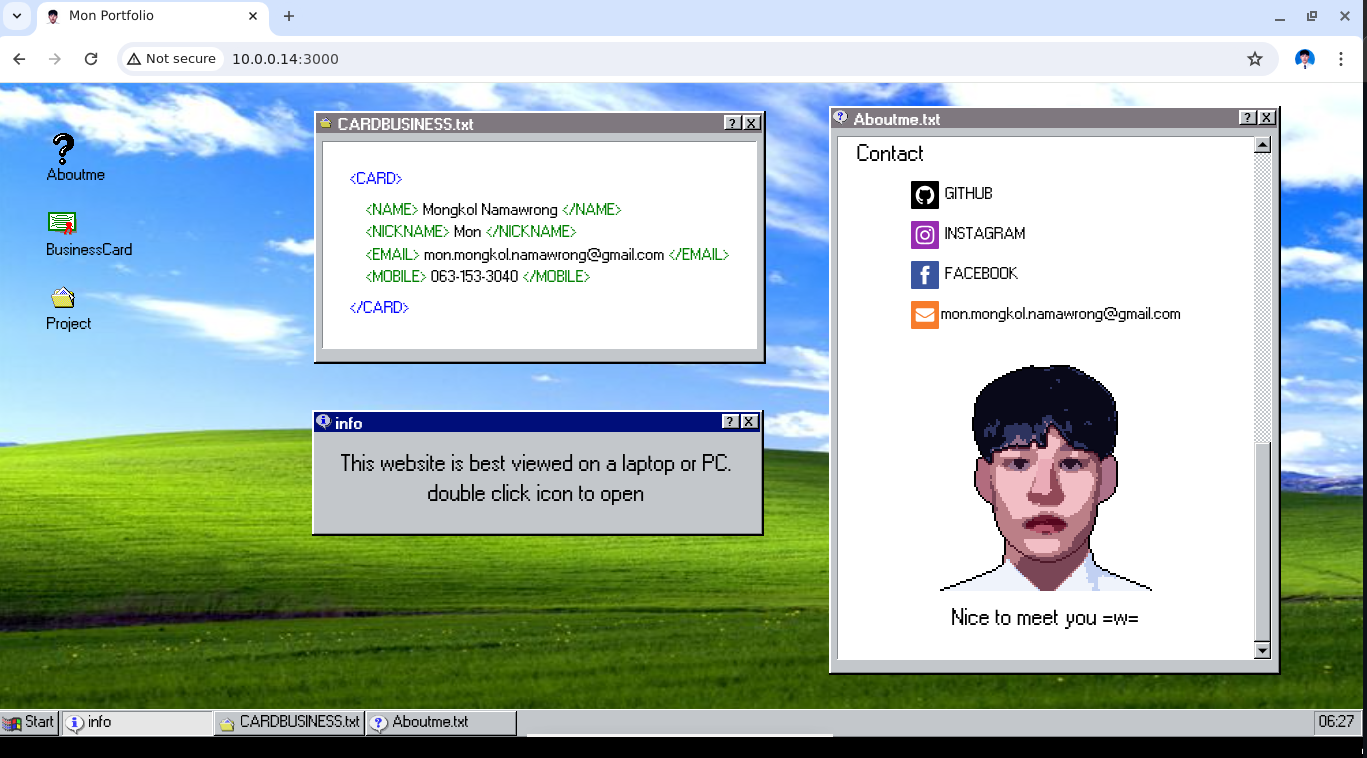 Mon Portfolio
Not secure
10.0.0.14:3000
Aboutme
BusinessCard
Project
CARDBUSINESS.txt
<CARD>
<NAME> Mongkol Namawrong </NAME>
<NICKNAME> Mon </NICKNAME>
<EMAIL> mon.mongkol.namawrong@gmail.com </EMAIL>
<MOBILE> 063-153-3040 </MOBILE>
</CARD>
info
This website is best viewed on a laptop or PC.
double click icon to open
Aboutme.txt
Contact
GITHUB
INSTAGRAM
FACEBOOK
mon.mongkol.namawrong@gmail.com
Nice to meet you =w=
Start
info
CARDBUSINESS.txt
Aboutme.txt
06:27